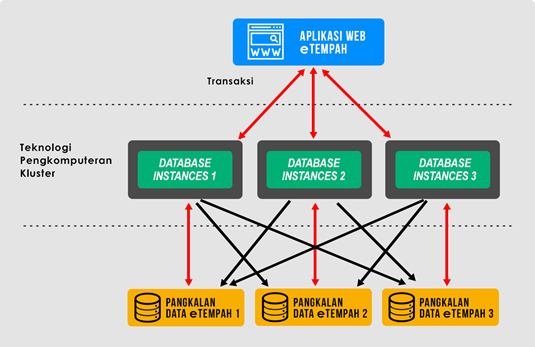 APLIKASI WEB
eTEMPAH
WWW
Transaksi
Teknologi
Pengkomputeran
Kluster
DATABASE
INSTANCES 1
DATABASE
INSTANCES 2
DATABASE
INSTANCES 3
PANGKALAN
DATA eTEMPAH 1
PANGKALAN
DATA eTEMPAH 2
PANGKALAN
DATA eTEMPAH 3